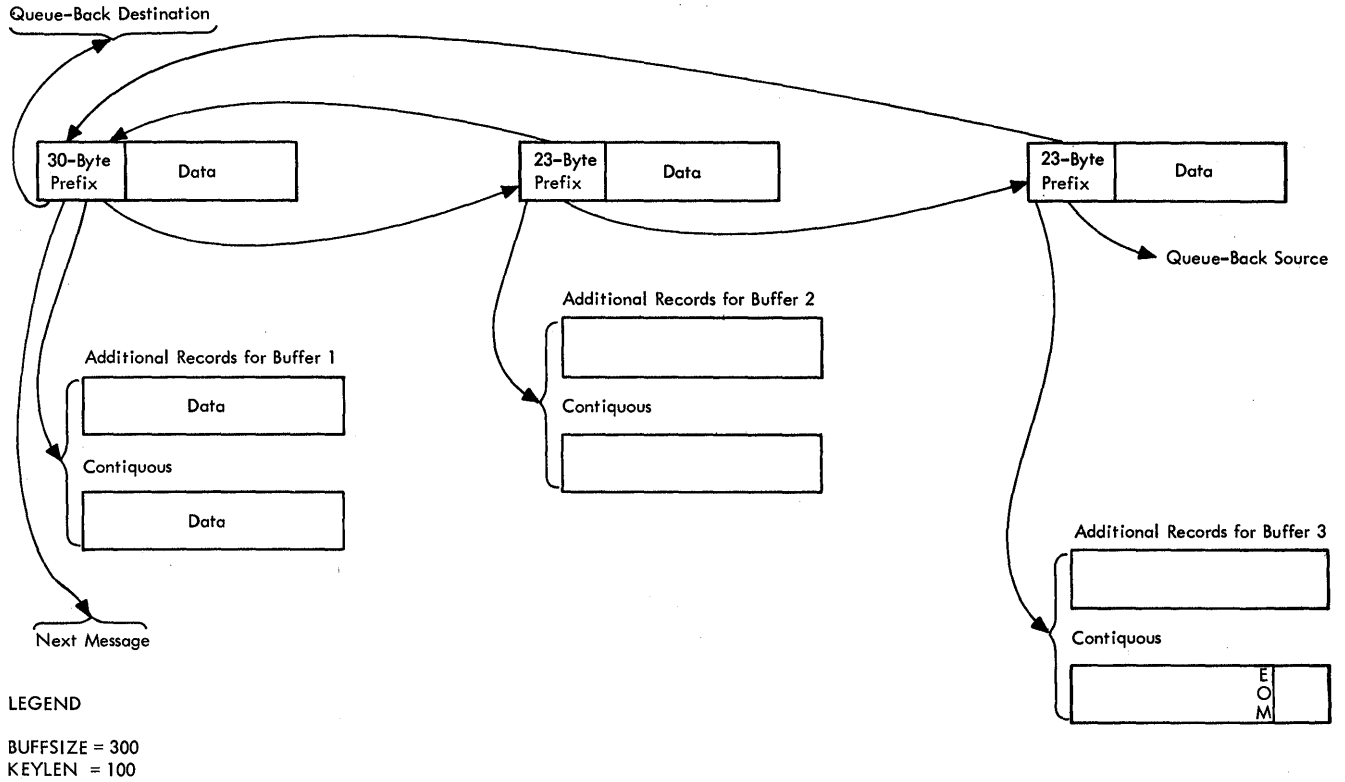 Queue-Back Destination
30-Byte
Prefix
Data
23-Byte
Prefix
Data
23-Byte
Prefix
Data
Queue-Back Source
Additional Records for Buffer 2
Contiquous
Additional Records for Buffer 1
Data
Contiquous
Data
Additional Records for Buffer 3
Contiquous
EOM
Next Message
LEGEND
BUFFSIZE = 300
KEYLEN = 100